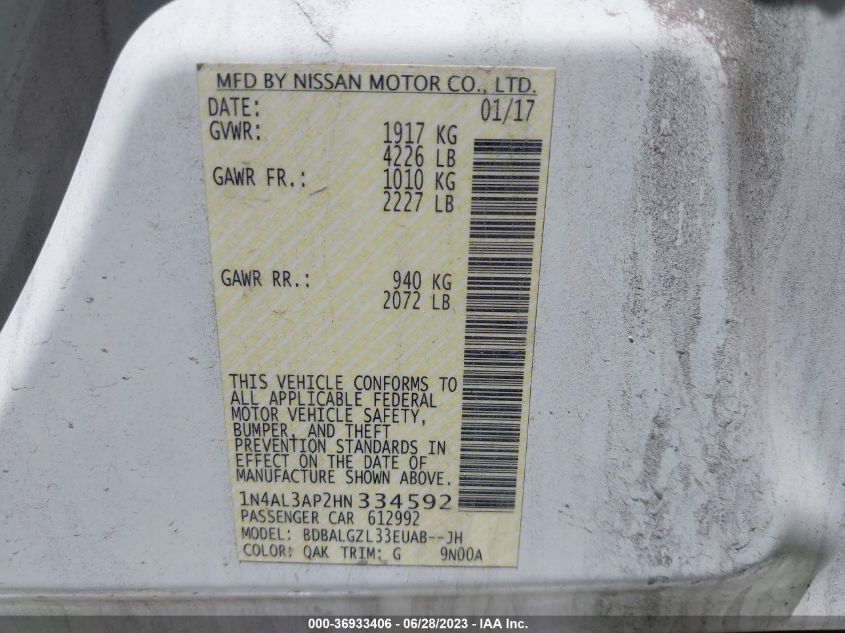 MFD BY NISSAN MOTOR CO., LTD.
DATE: 01/17
GVWR: 1917 KG
4226 LB
GAWR FR.: 1010 KG
2227 LB
GAWR RR.: 940 KG
2072 LB
THIS VEHICLE CONFORMS TO
ALL APPLICABLE FEDERAL
MOTOR VEHICLE SAFETY,
BUMPER, AND THEFT
PREVENTION STANDARDS IN
EFFECT ON THE DATE OF
MANUFACTURE SHOWN ABOVE.
1N4AL3AP2HN334592
PASSENGER CAR 612992
MODEL: BDBALGZL33EUAB--JH
COLOR: QAK TRIM: G 9N00A
000-36933406 - 06/28/2023 - IAA Inc.